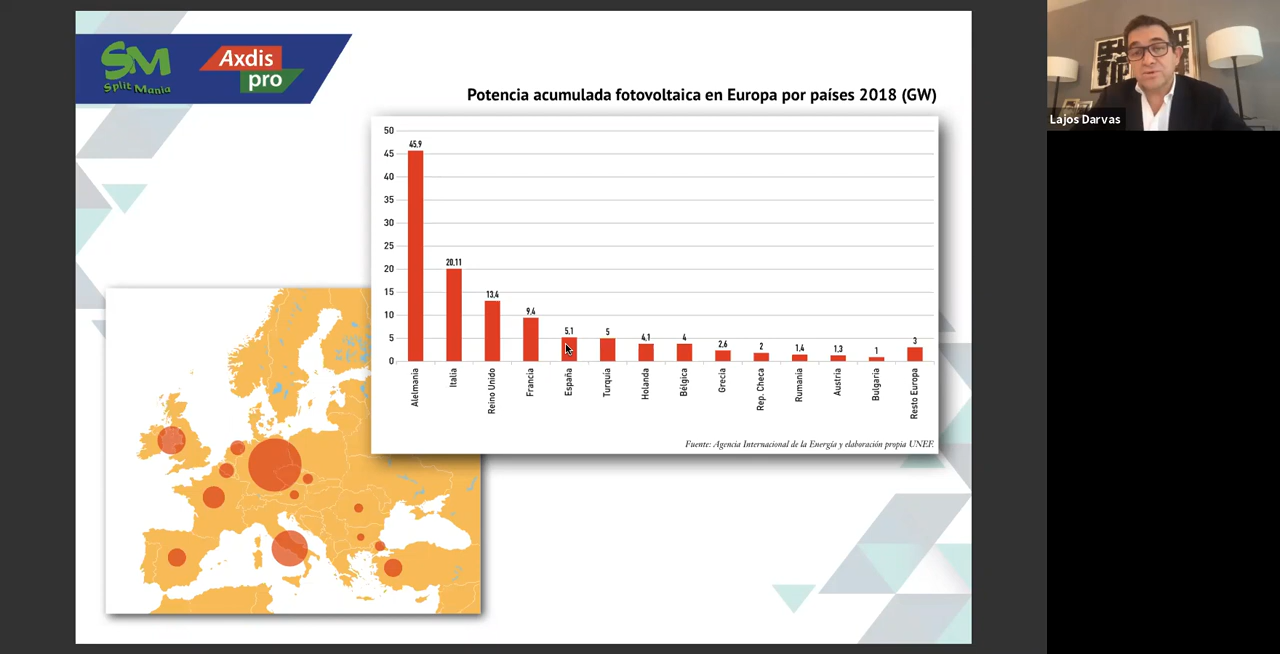 SM
Split Mania
Axdis
pro
Potencia acumulada fotovoltaica en Europa por países 2018 (GW)
50
45
40
35
30
25
20
15
10
5
0
45,9
20,11
13,4
9,4
5,1
5
4,1
4
2,6
2
1,4
1,3
1
3
Alelmania
Italia
Reino Unido
Francia
España
Turquia
Holanda
Bélgica
Grecia
Rep. Checa
Rumania
Austria
Bulgaria
Resto Europa
Fuente: Agencia Internacional de la Energía y elaboración propia UNEF.
Lajos Darvas